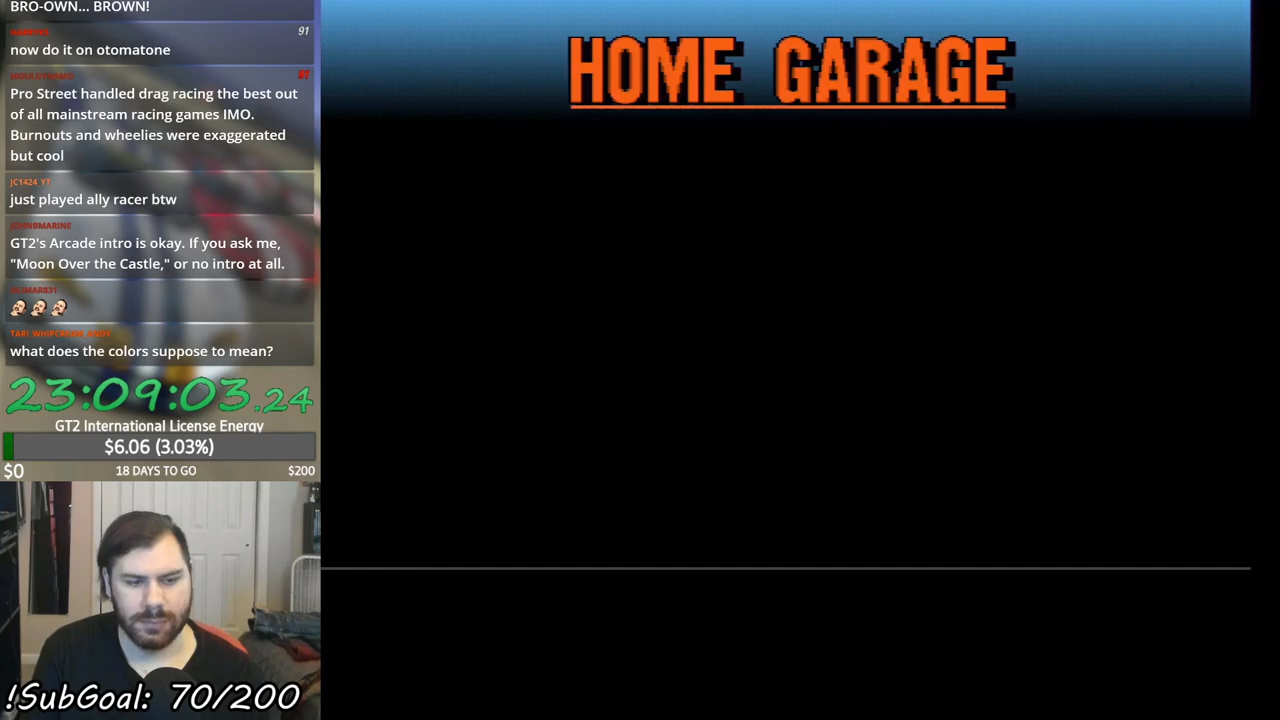 BRO-OWN... BROWN!
91
now do it on otomatone
91
Pro Street handled drag racing the best out
of all mainstream racing games IMO.
Burnouts and wheelies were exaggerated
but cool
JC1424 YT
just played ally racer btw
JOHNBMARINE
GT2's Arcade intro is okay. If you ask me,
"Moon Over the Castle," or no intro at all.
what does the colors suppose to mean?
23:09:03.24
GT2 International License Energy
$6.06 (3.03%)
$0 18 DAYS TO GO $200
!SubGoal: 70/200
HOME GARAGE